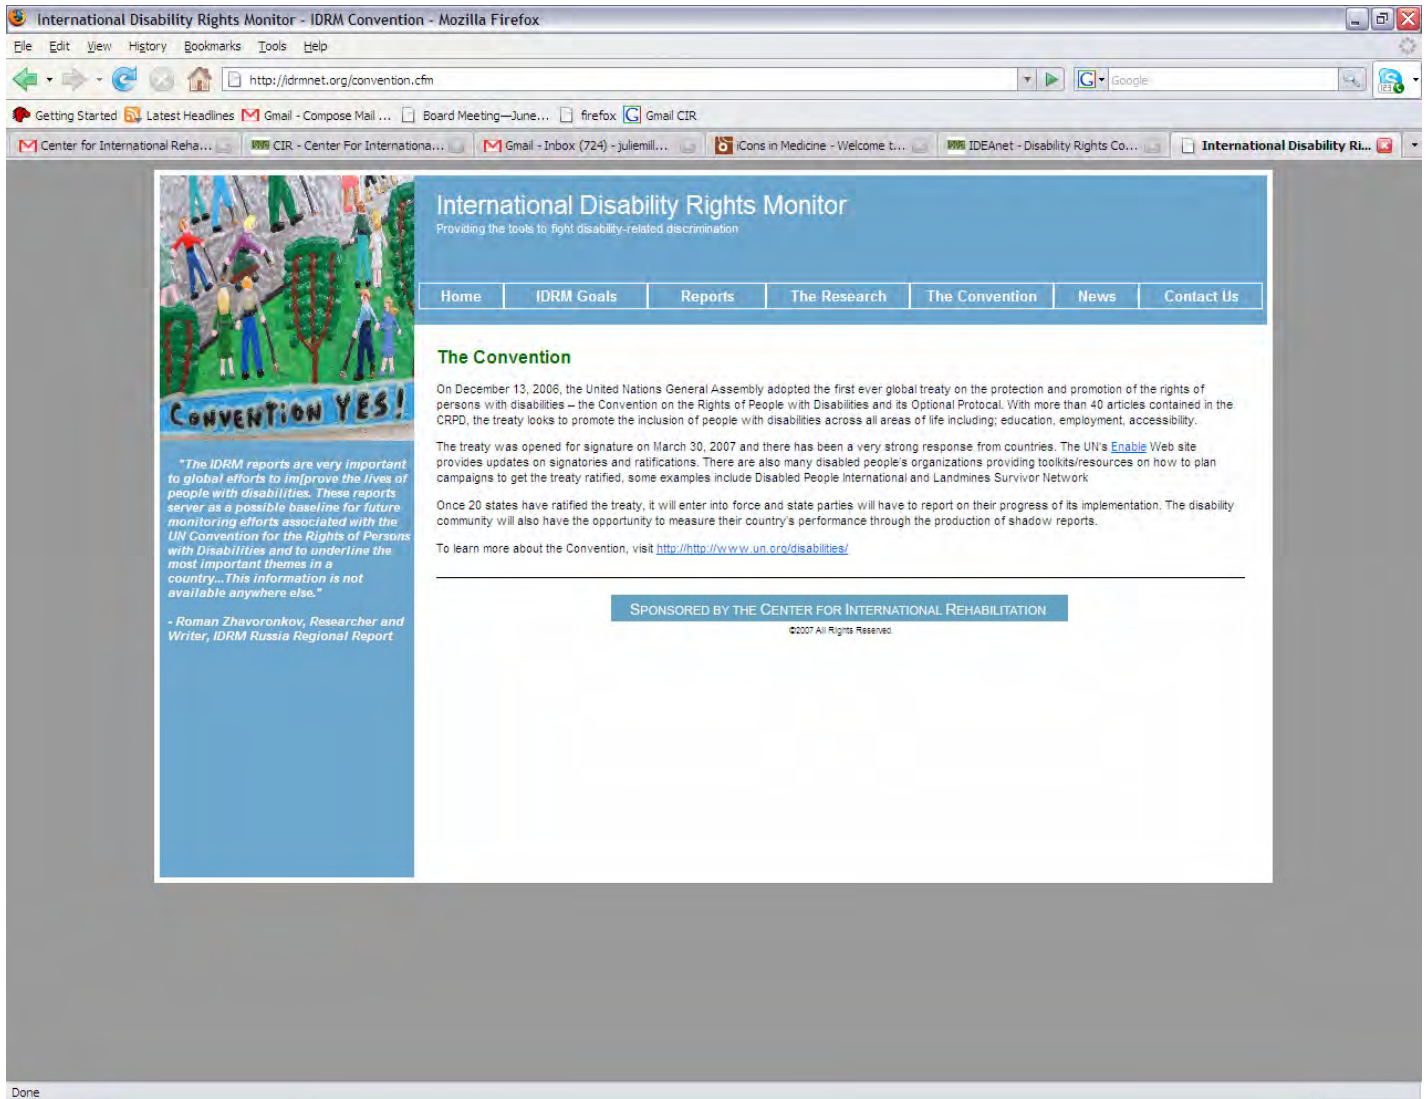 International Disability Rights Monitor - IDRM Convention - Mozilla Firefox
File Edit View History Bookmarks Tools Help
http://idrmnet.org/convention.cfm
G Google
Getting Started Latest Headlines Gmail - Compose Mail ... Board Meeting—June... firefox Gmail CIR
Center for International Reha... CIR - Center For Internationa... Gmail - Inbox (724) - juliemill... iCons in Medicine - Welcome t... IDEAnet - Disability Rights Co... International Disability Ri...
International Disability Rights Monitor
Providing the tools to fight disability-related discrimination
Home IDRM Goals Reports The Research The Convention News Contact Us
CONVENTION YES!
"The IDRM reports are very important
to global efforts to im[prove the lives of
people with disabilities. These reports
server as a possible baseline for future
monitoring efforts associated with the
UN Convention for the Rights of Persons
with Disabilities and to underline the
most important themes in a
country...This information is not
available anywhere else."
- Roman Zhavoronkov, Researcher and
Writer, IDRM Russia Regional Report
The Convention
On December 13, 2006, the United Nations General Assembly adopted the first ever global treaty on the protection and promotion of the rights of
persons with disabilities – the Convention on the Rights of People with Disabilities and its Optional Protocal. With more than 40 articles contained in the
CRPD, the treaty looks to promote the inclusion of people with disabilities across all areas of life including; education, employment, accessibility.
The treaty was opened for signature on March 30, 2007 and there has been a very strong response from countries. The UN's Enable Web site
provides updates on signatories and ratifications. There are also many disabled people's organizations providing toolkits/resources on how to plan
campaigns to get the treaty ratified, some examples include Disabled People International and Landmines Survivor Network
Once 20 states have ratified the treaty, it will enter into force and state parties will have to report on their progress of its implementation. The disability
community will also have the opportunity to measure their country's performance through the production of shadow reports.
To learn more about the Convention, visit http://http://www.un.org/disabilities/
SPONSORED BY THE CENTER FOR INTERNATIONAL REHABILITATION
©2007 All Rights Reserved.
Done